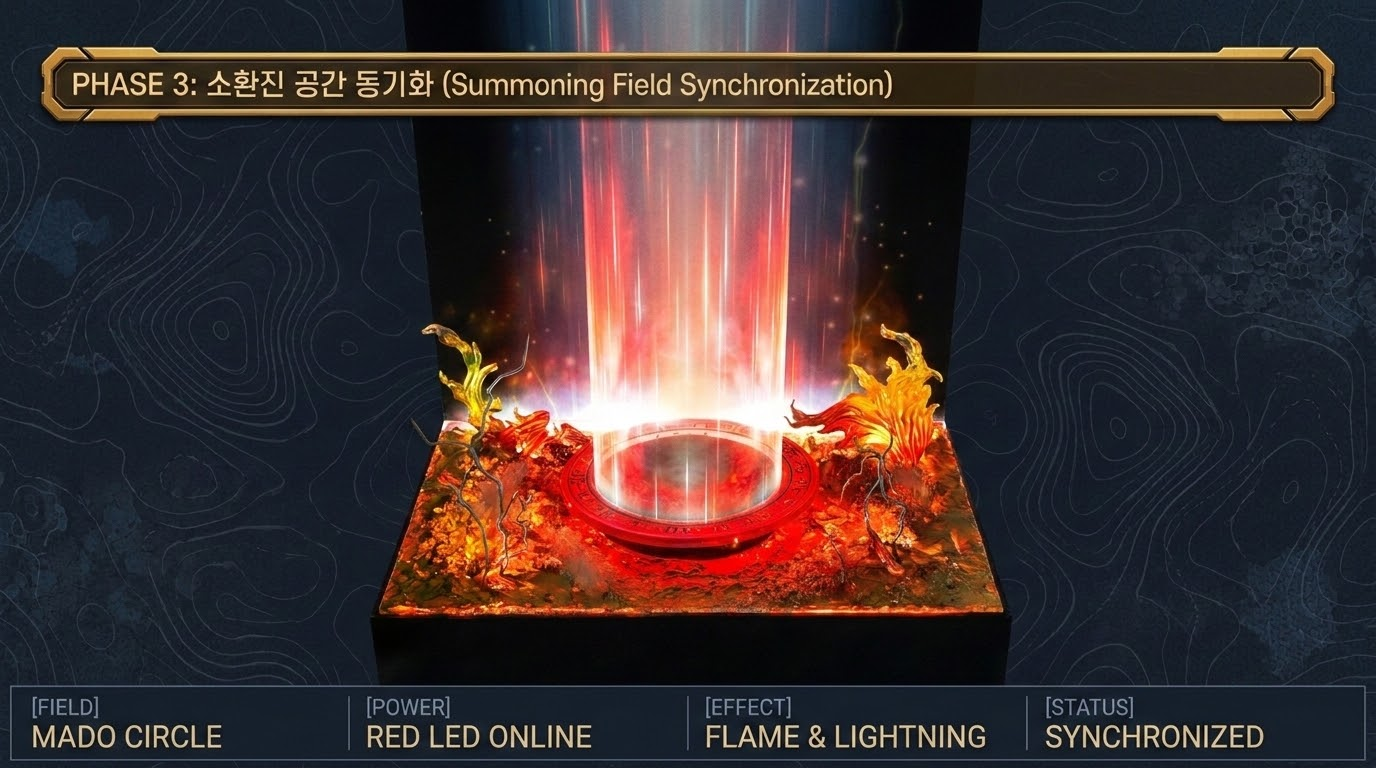 PHASE 3: 소환진 공간 동기화 (Summoning Field Synchronization)
[FIELD]
MADO CIRCLE
[POWER]
RED LED ONLINE
[EFFECT]
FLAME & LIGHTNING
[STATUS]
SYNCHRONIZED